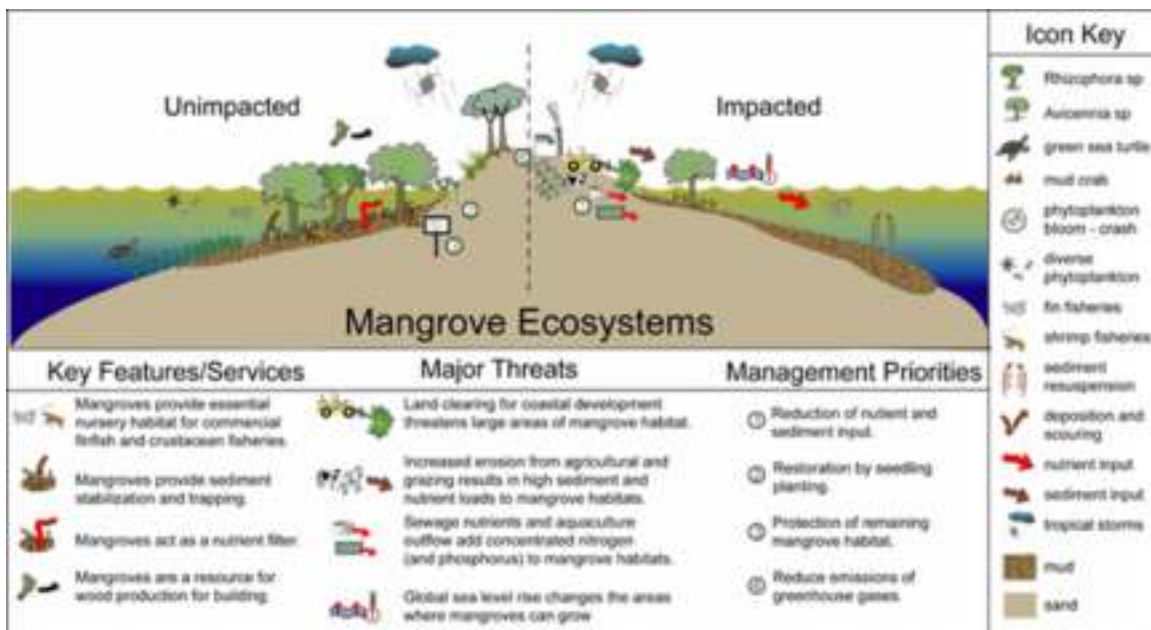 Unimpacted
Impacted
Mangrove Ecosystems
Key Features/Services
Mangroves provide essential
nursery habitat for commercial
finfish and crustacean fisheries.
Mangroves provide sediment
stabilization and trapping.
Mangroves act as a nutrient filter.
Mangroves are a resource for
wood production for building.
Major Threats
Land clearing for coastal development
threatens large areas of mangrove habitat.
Increased erosion from agricultural and
grazing results in high sediment and
nutrient loads to mangrove habitats.
Sewage nutrients and aquaculture
outflow add concentrated nitrogen
(and phosphorus) to mangrove habitats.
Global sea level rise changes the areas
where mangroves can grow
Management Priorities
Reduction of nutient and
sediment input.
Restoration by seedling
planting.
Protection of remaining
mangrove habitat.
Reduce emissions of
greenhouse gases.
Icon Key
Rhizophora sp
Avicennia sp
green sea turtle
mud crab
phytoplankton
bloom - crash
diverse
phytoplankton
fin fisheries
shrimp fisheries
sediment
resuspension
deposition and
scouring
nutrient input
sediment input
tropical storms
mud
sand